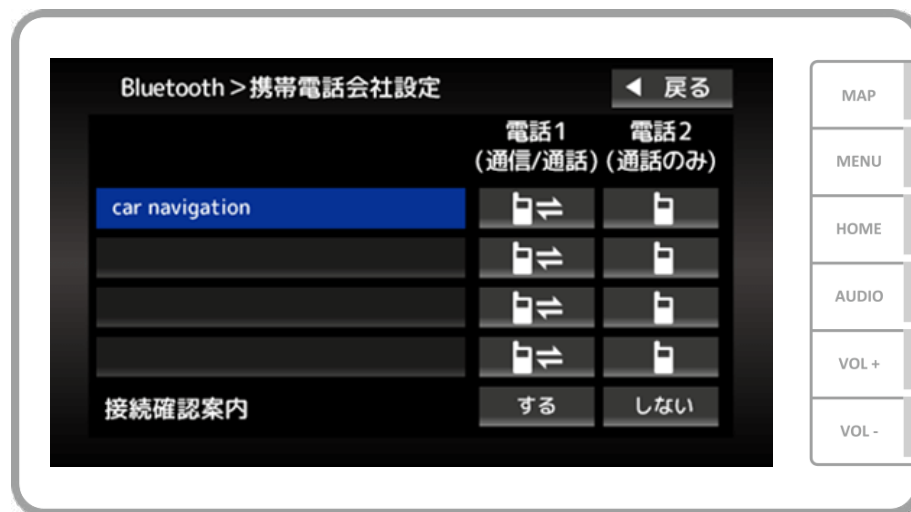 Bluetooth>携帯電話会社設定
◀ 戻る
電話1
(通信/通話)
電話2
(通話のみ)
car navigation
接続確認案内
する
しない
MAP
MENU
HOME
AUDIO
VOL +
VOL -